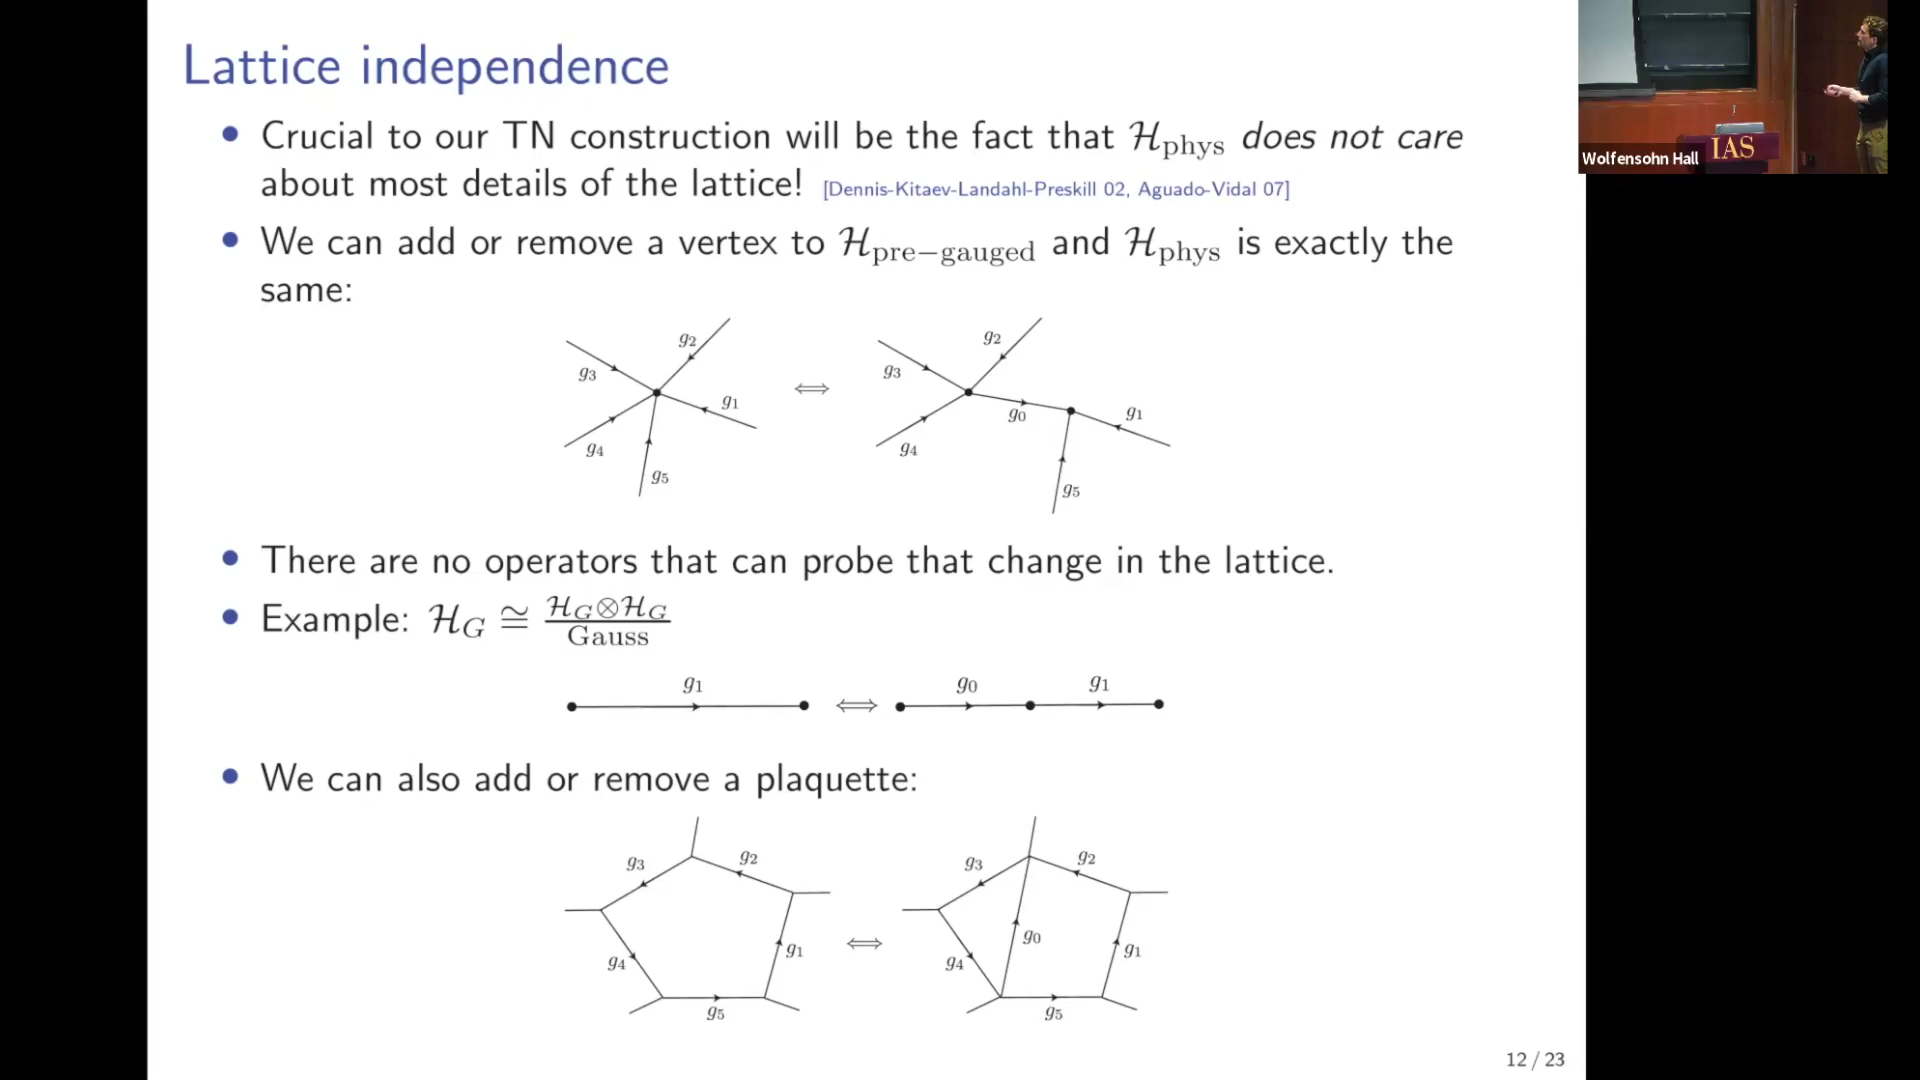 Lattice independence
• Crucial to our TN construction will be the fact that ℋ_phys does not care
about most details of the lattice! [Dennis-Kitaev-Landahl-Preskill 02, Aguado-Vidal 07]
• We can add or remove a vertex to ℋ_pre−gauged and ℋ_phys is exactly the
same:
g₃ g₂ g₁ g₄ g₅ ⟺ g₃ g₂ g₀ g₁ g₄ g₅
• There are no operators that can probe that change in the lattice.
• Example: ℋ_G ≅ (ℋ_G⊗ℋ_G)/Gauss
g₁ ⟺ g₀ g₁
• We can also add or remove a plaquette:
g₃ g₂ g₁ g₄ g₅ ⟺ g₃ g₂ g₀ g₁ g₄ g₅
12 / 23
Wolfensohn Hall
IAS